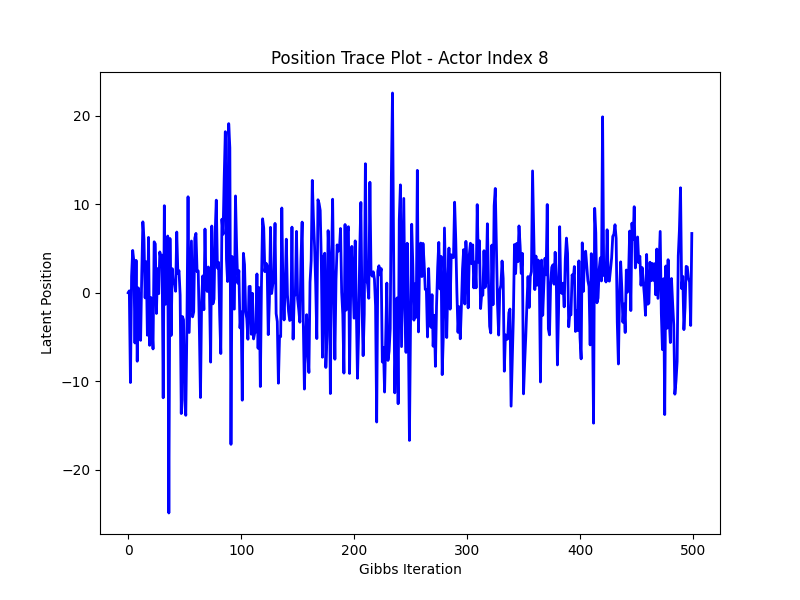 Position Trace Plot - Actor Index 8
20
10
0
−10
−20
Latent Position
0 100 200 300 400 500
Gibbs Iteration